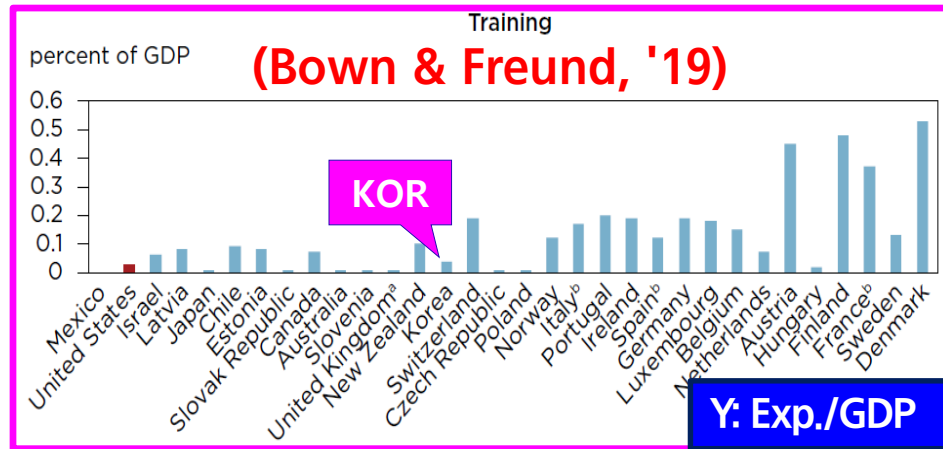 Training
percent of GDP
(Bown & Freund, '19)
0.6
0.5
0.4
0.3
0.2
0.1
0
KOR
Mexico
United States
Israel
Latvia
Japan
Chile
Estonia
Slovak Republic
Canada
Australia
Slovenia
United Kingdomᵃ
New Zealand
Korea
Switzerland
Czech Republic
Poland
Norway
Italyᵇ
Portugal
Ireland
Spainᵇ
Germany
Luxembourg
Belgium
Netherlands
Austria
Hungary
Finland
Franceᵇ
Sweden
Denmark
Y: Exp./GDP